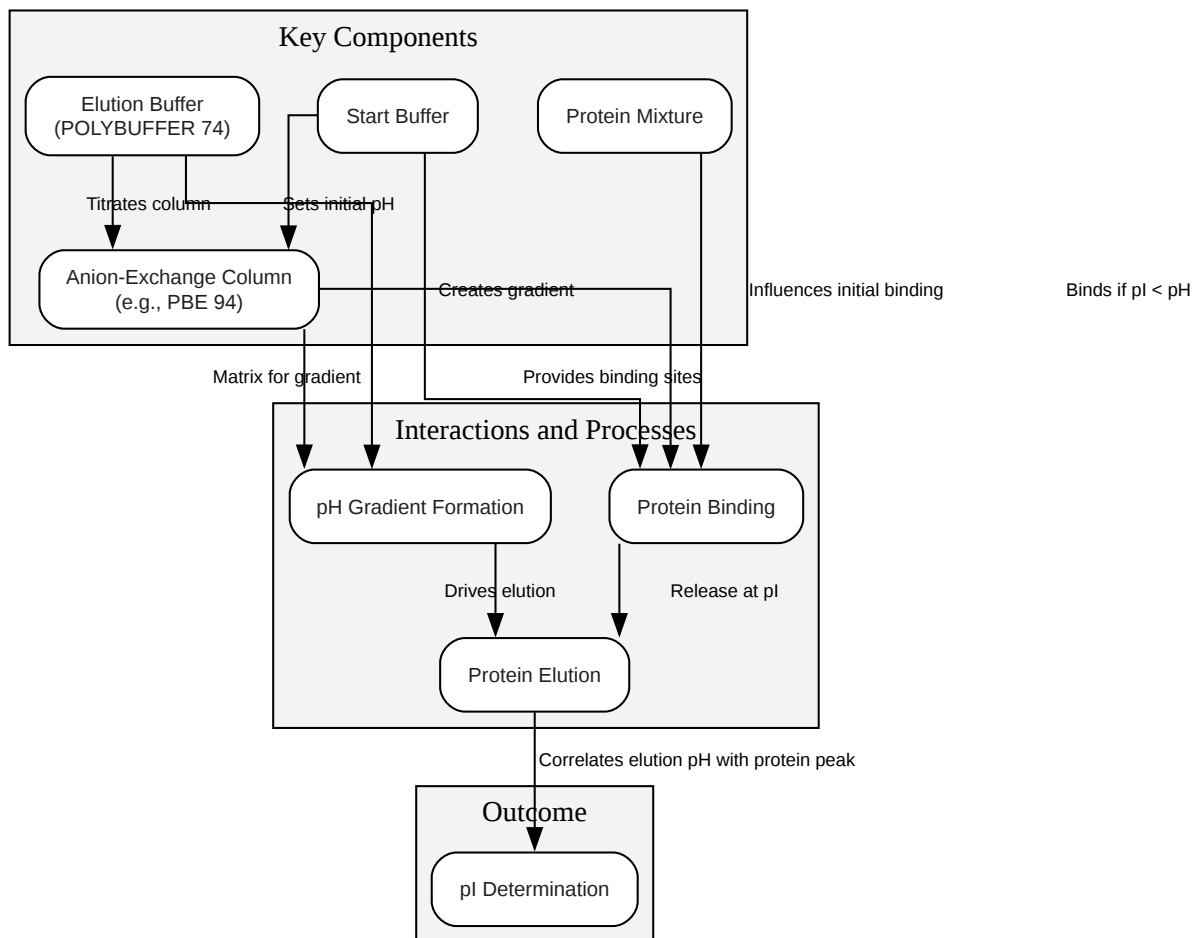 Key Components
Elution Buffer
(POLYBUFFER 74)
Start Buffer
Protein Mixture
Titrates column
Sets initial pH
Anion-Exchange Column
(e.g., PBE 94)
Creates gradient
Influences initial binding
Binds if pI < pH
Matrix for gradient
Provides binding sites
Interactions and Processes
pH Gradient Formation
Protein Binding
Drives elution
Release at pI
Protein Elution
Correlates elution pH with protein peak
Outcome
pI Determination